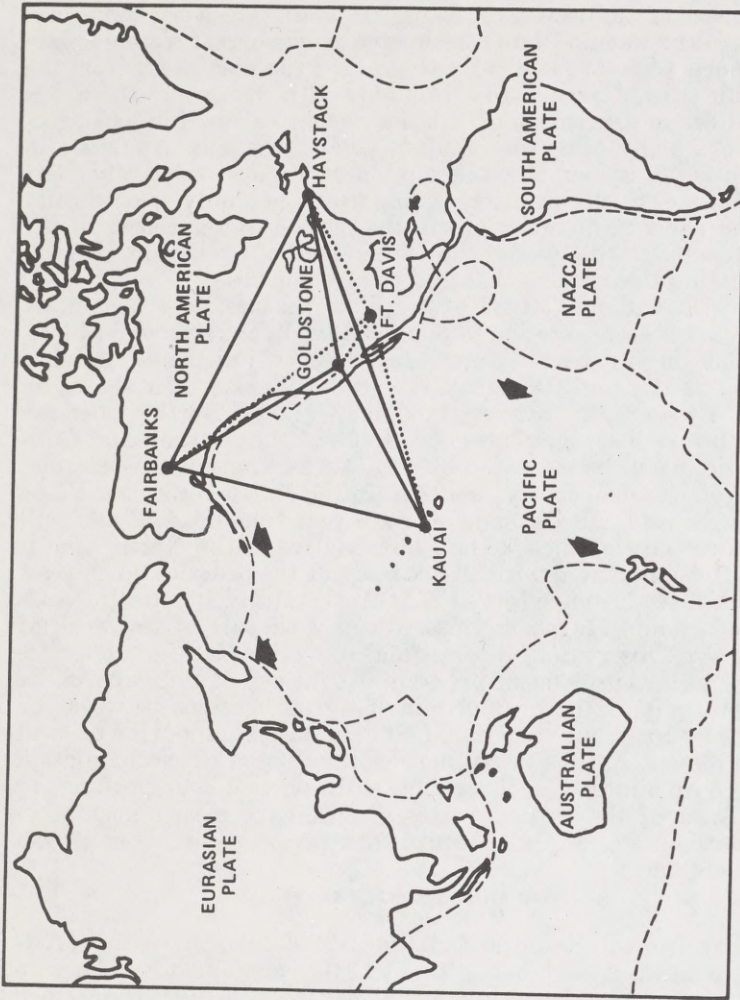 FAIRBANKS
NORTH AMERICAN
PLATE
HAYSTACK
GOLDSTONE
FT. DAVIS
KAUAI
EURASIAN
PLATE
PACIFIC
PLATE
NAZCA
PLATE
SOUTH AMERICAN
PLATE
AUSTRALIAN
PLATE